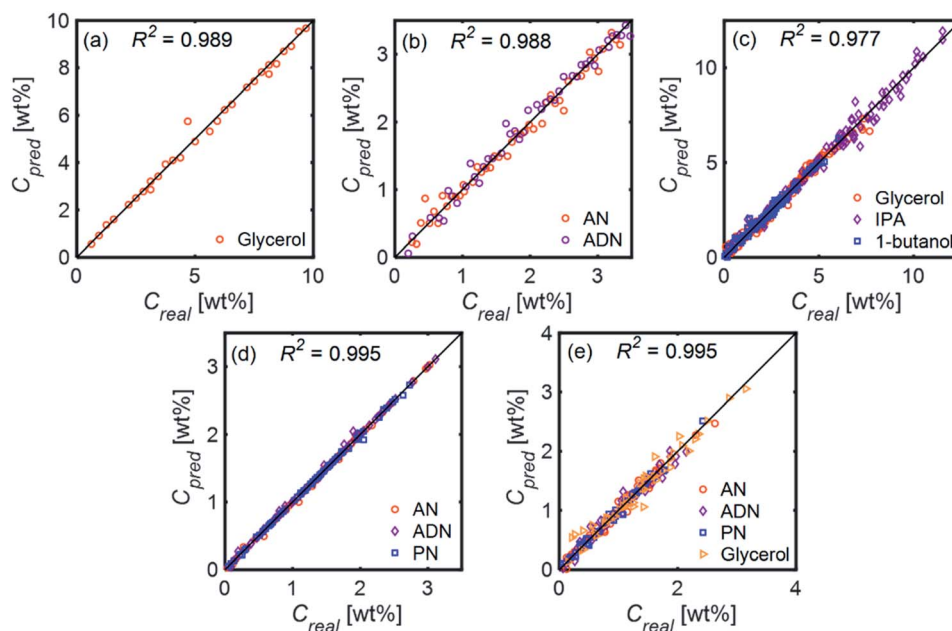 (a) R² = 0.989
10
8
6
4
2
0
C_pred [wt%]
Glycerol
0 5 10
C_real [wt%]
(b) R² = 0.988
3
2
1
0
C_pred [wt%]
AN
ADN
0 1 2 3
C_real [wt%]
(c) R² = 0.977
10
5
0
C_pred [wt%]
Glycerol
IPA
1-butanol
0 5 10
C_real [wt%]
(d) R² = 0.995
3
2
1
0
C_pred [wt%]
AN
ADN
PN
0 1 2 3
C_real [wt%]
(e) R² = 0.995
4
3
2
1
0
C_pred [wt%]
AN
ADN
PN
Glycerol
0 2 4
C_real [wt%]